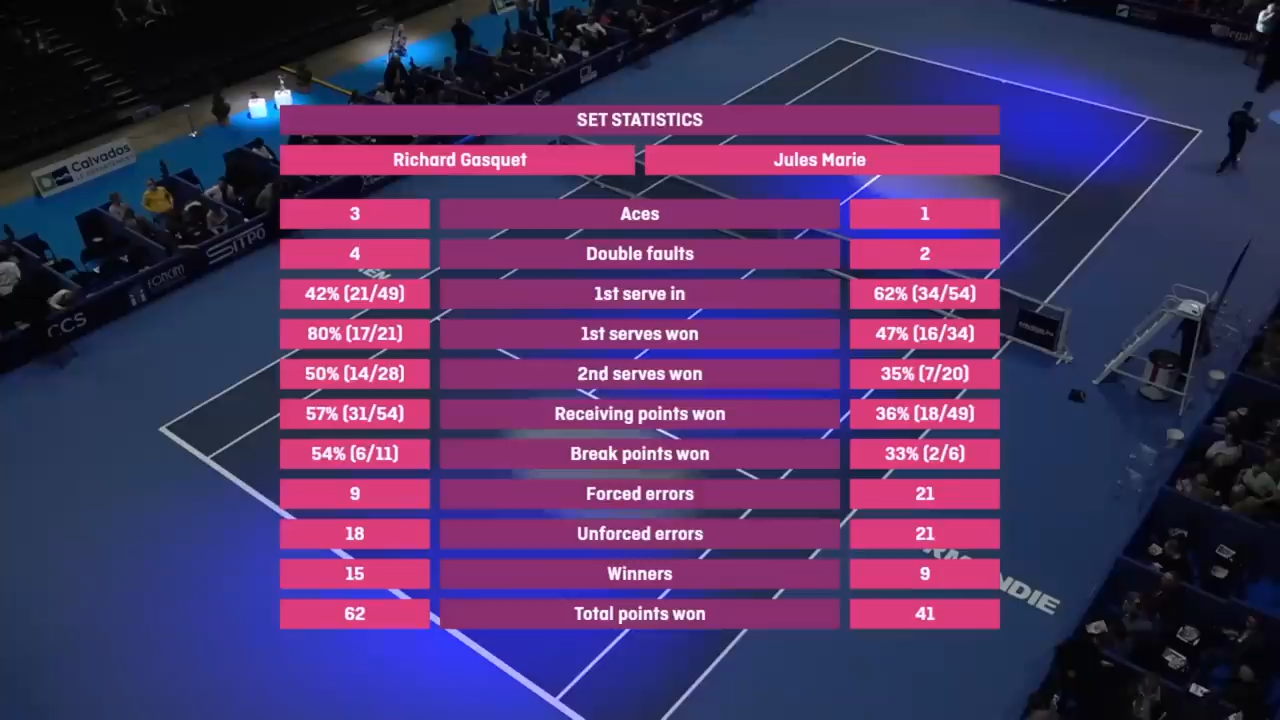 SET STATISTICS
Richard Gasquet Jules Marie
3 Aces 1
4 Double faults 2
42% (21/49) 1st serve in 62% (34/54)
80% (17/21) 1st serves won 47% (16/34)
50% (14/28) 2nd serves won 35% (7/20)
57% (31/54) Receiving points won 36% (18/49)
54% (6/11) Break points won 33% (2/6)
9 Forced errors 21
18 Unforced errors 21
15 Winners 9
62 Total points won 41
Calvados
SITPO
FONCIM
CCS